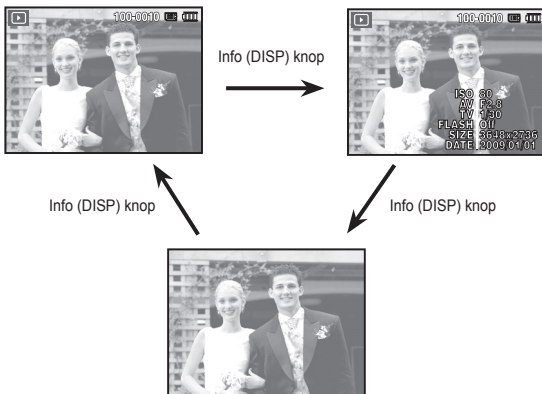 100-0010
Info (DISP) knop
100-0010
ISO 80
AV F2.8
TV 1/30
FLASH Off
SIZE 3648x2736
DATE 2009/01/01
Info (DISP) knop
Info (DISP) knop